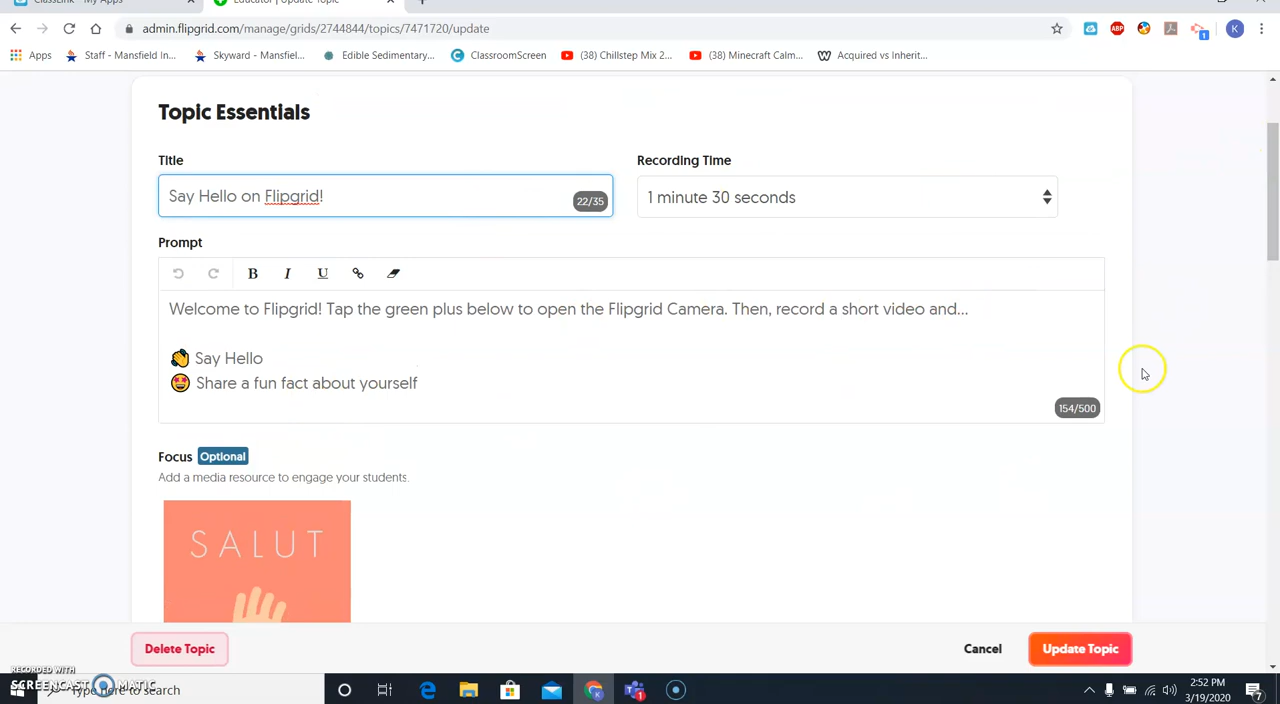 ClassLink - My Apps
Educator | Update Topic
admin.flipgrid.com/manage/grids/2744844/topics/7471720/update
ABP
1
K
Apps
Staff - Mansfield In...
Skyward - Mansfiel...
Edible Sedimentary...
ClassroomScreen
(38) Chillstep Mix 2...
(38) Minecraft Calm...
Acquired vs Inherit...
Topic Essentials
Title
Recording Time
Say Hello on Flipgrid!
22/35
1 minute 30 seconds
Prompt
B I U
Welcome to Flipgrid! Tap the green plus below to open the Flipgrid Camera. Then, record a short video and...
👋 Say Hello
🤩 Share a fun fact about yourself
154/500
Focus Optional
Add a media resource to engage your students.
SALUT
Delete Topic
Cancel
Update Topic
RECORDED WITH
SCREENCAST MATIC
Type here to search
2:52 PM
3/19/2020
7